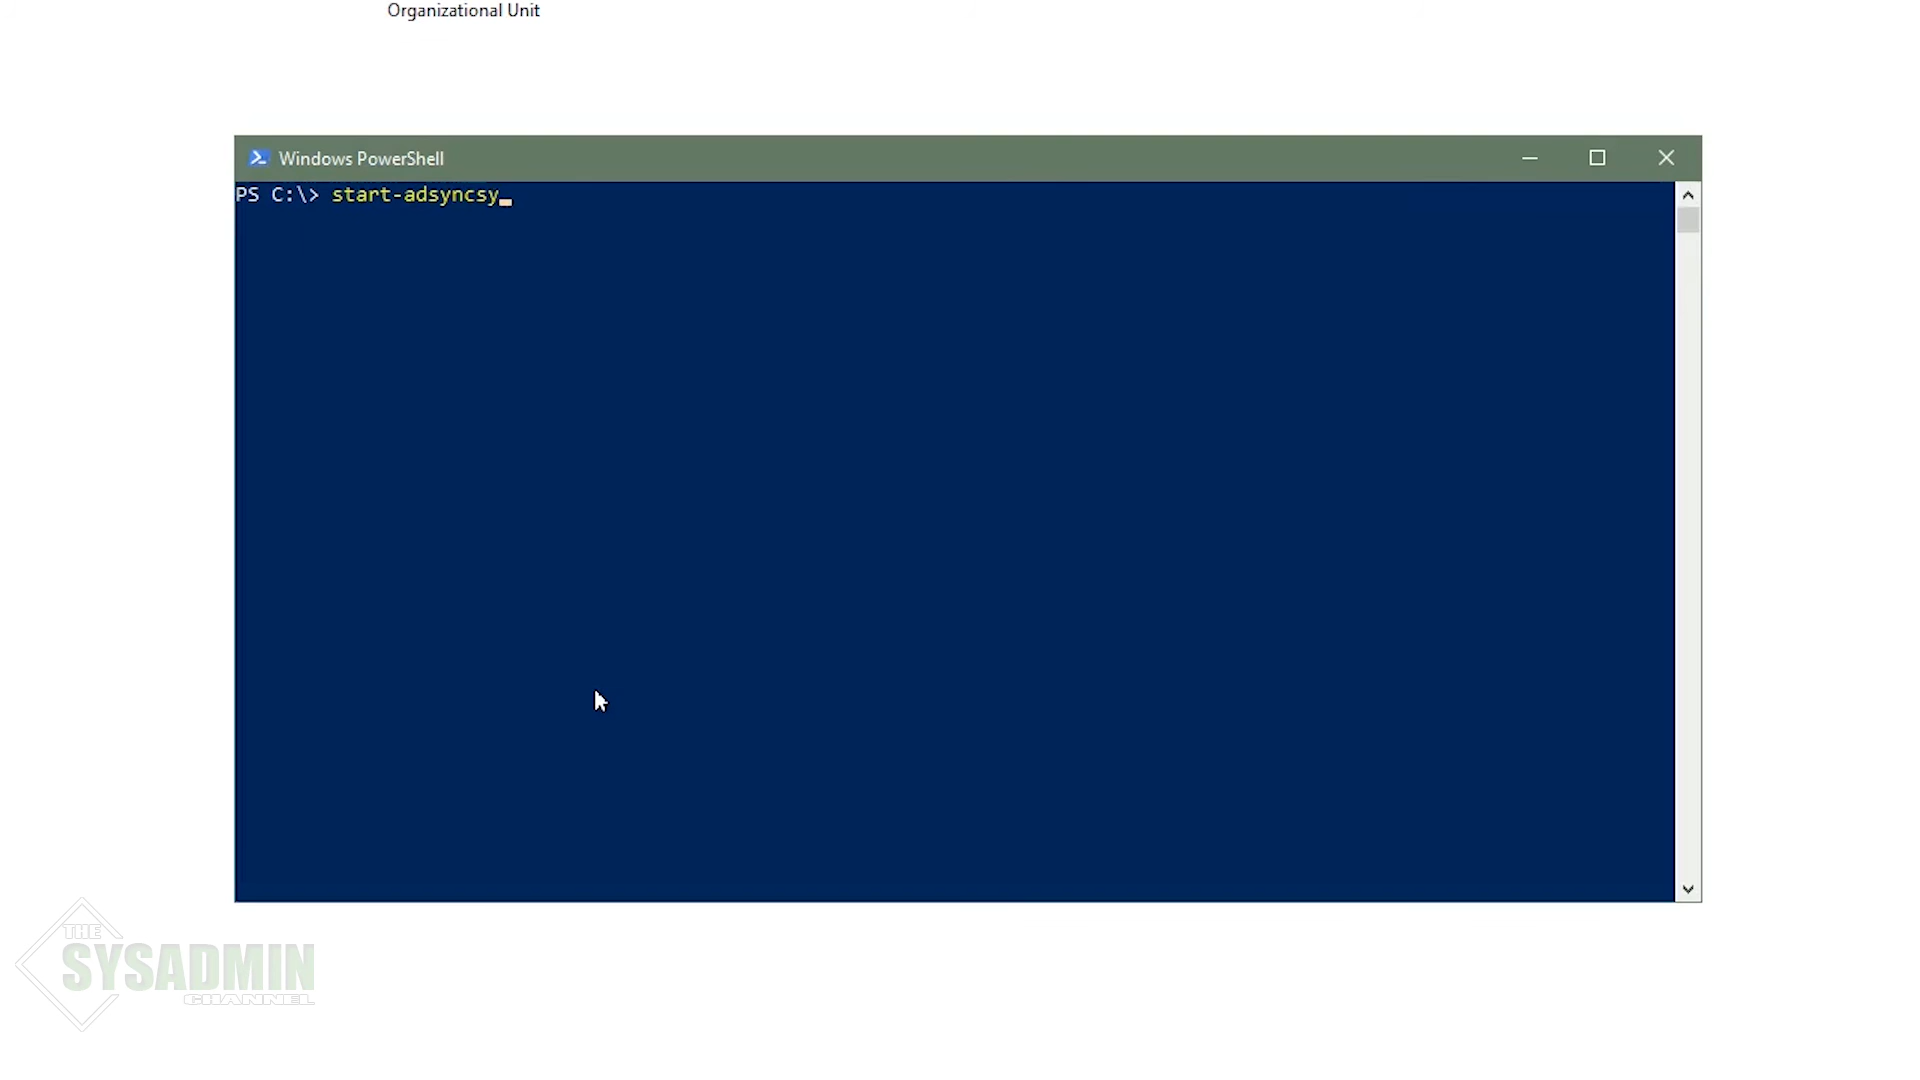 Organizational Unit
Windows PowerShell
PS C:\> start-adsyncsy
THE
SYSADMIN
CHANNEL